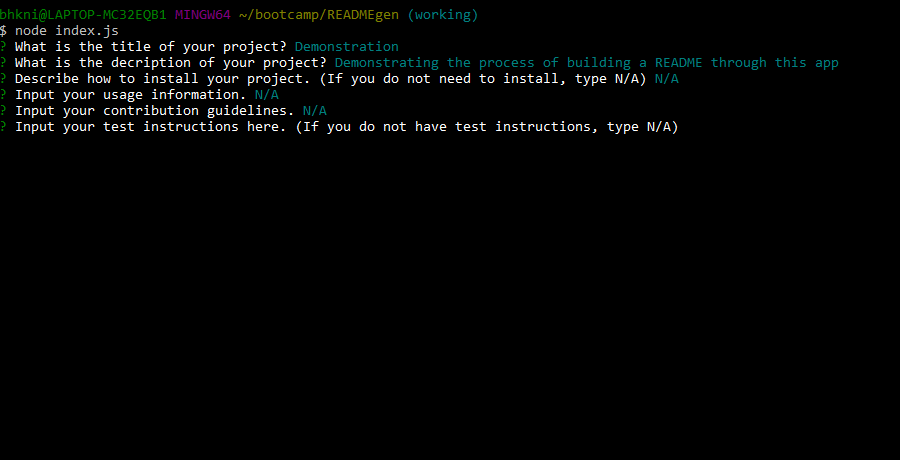 bhkni@LAPTOP-MC32EQB1 MINGW64 ~/bootcamp/READMEgen (working)
$ node index.js
? What is the title of your project? Demonstration
? What is the decription of your project? Demonstrating the process of building a README through this app
? Describe how to install your project. (If you do not need to install, type N/A) N/A
? Input your usage information. N/A
? Input your contribution guidelines. N/A
? Input your test instructions here. (If you do not have test instructions, type N/A)